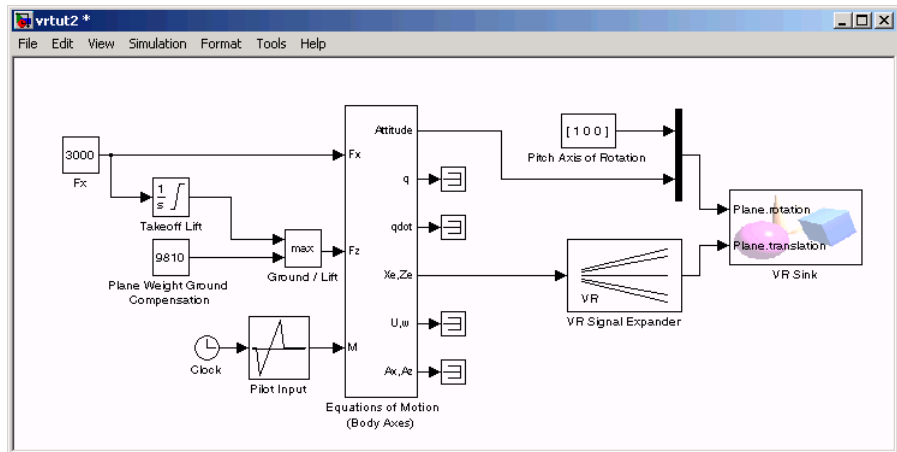 vrtut2 *
File Edit View Simulation Format Tools Help
3000
Fx
1
s
Takeoff Lift
9810
Plane Weight Ground
Compensation
max
Ground / Lift
Clock
Pilot Input
Fx
Fz
M
Attitude
q
qdot
Xe,Ze
U,w
Ax,Az
Equations of Motion
(Body Axes)
[ 1 0 0 ]
Pitch Axis of Rotation
VR
VR Signal Expander
Plane.rotation
Plane.translation
VR Sink